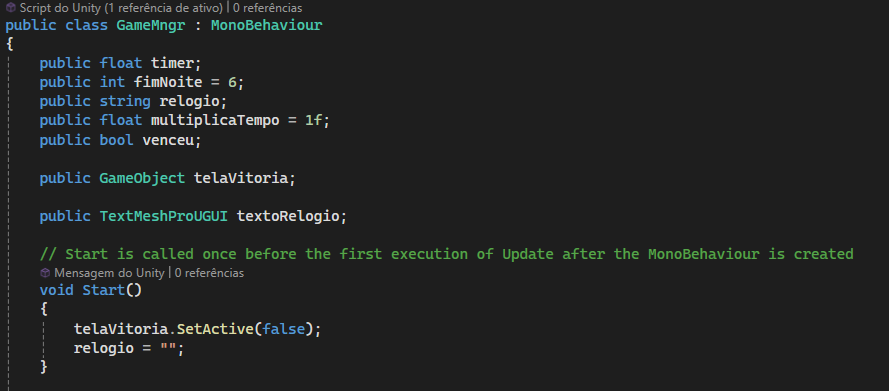 Script do Unity (1 referência de ativo) | 0 referências
public class GameMngr : MonoBehaviour
{
public float timer;
public int fimNoite = 6;
public string relogio;
public float multiplicaTempo = 1f;
public bool venceu;
public GameObject telaVitoria;
public TextMeshProUGUI textoRelogio;
// Start is called once before the first execution of Update after the MonoBehaviour is created
Mensagem do Unity | 0 referências
void Start()
{
telaVitoria.SetActive(false);
relogio = "";
}